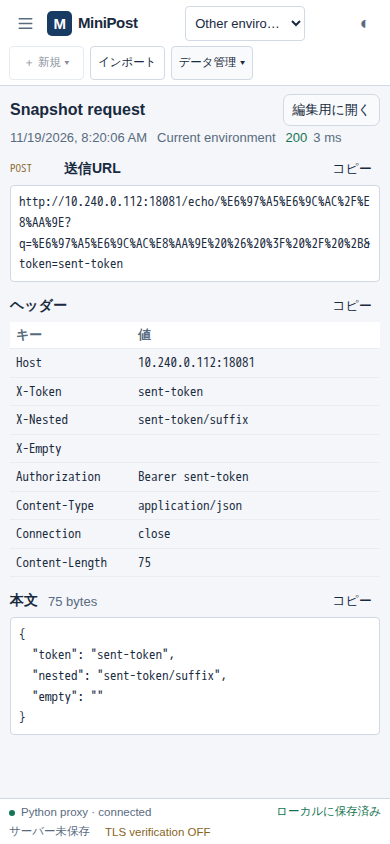 M MiniPost Other enviro…
＋ 新規 ▾ インポート データ管理 ▾
Snapshot request 編集用に開く
11/19/2026, 8:20:06 AM Current environment 200 3 ms
POST 送信URL コピー
http://10.240.0.112:18081/echo/%E6%97%A5%E6%9C%AC%2F%E
8%AA%9E?
q=%E6%97%A5%E6%9C%AC%E8%AA%9E%20%26%20%3F%20%2F%20%2B&
token=sent-token
ヘッダー コピー
キー 値
Host 10.240.0.112:18081
X-Token sent-token
X-Nested sent-token/suffix
X-Empty
Authorization Bearer sent-token
Content-Type application/json
Connection close
Content-Length 75
本文 75 bytes コピー
{
"token": "sent-token",
"nested": "sent-token/suffix",
"empty": ""
}
Python proxy · connected ローカルに保存済み
サーバー未保存 TLS verification OFF